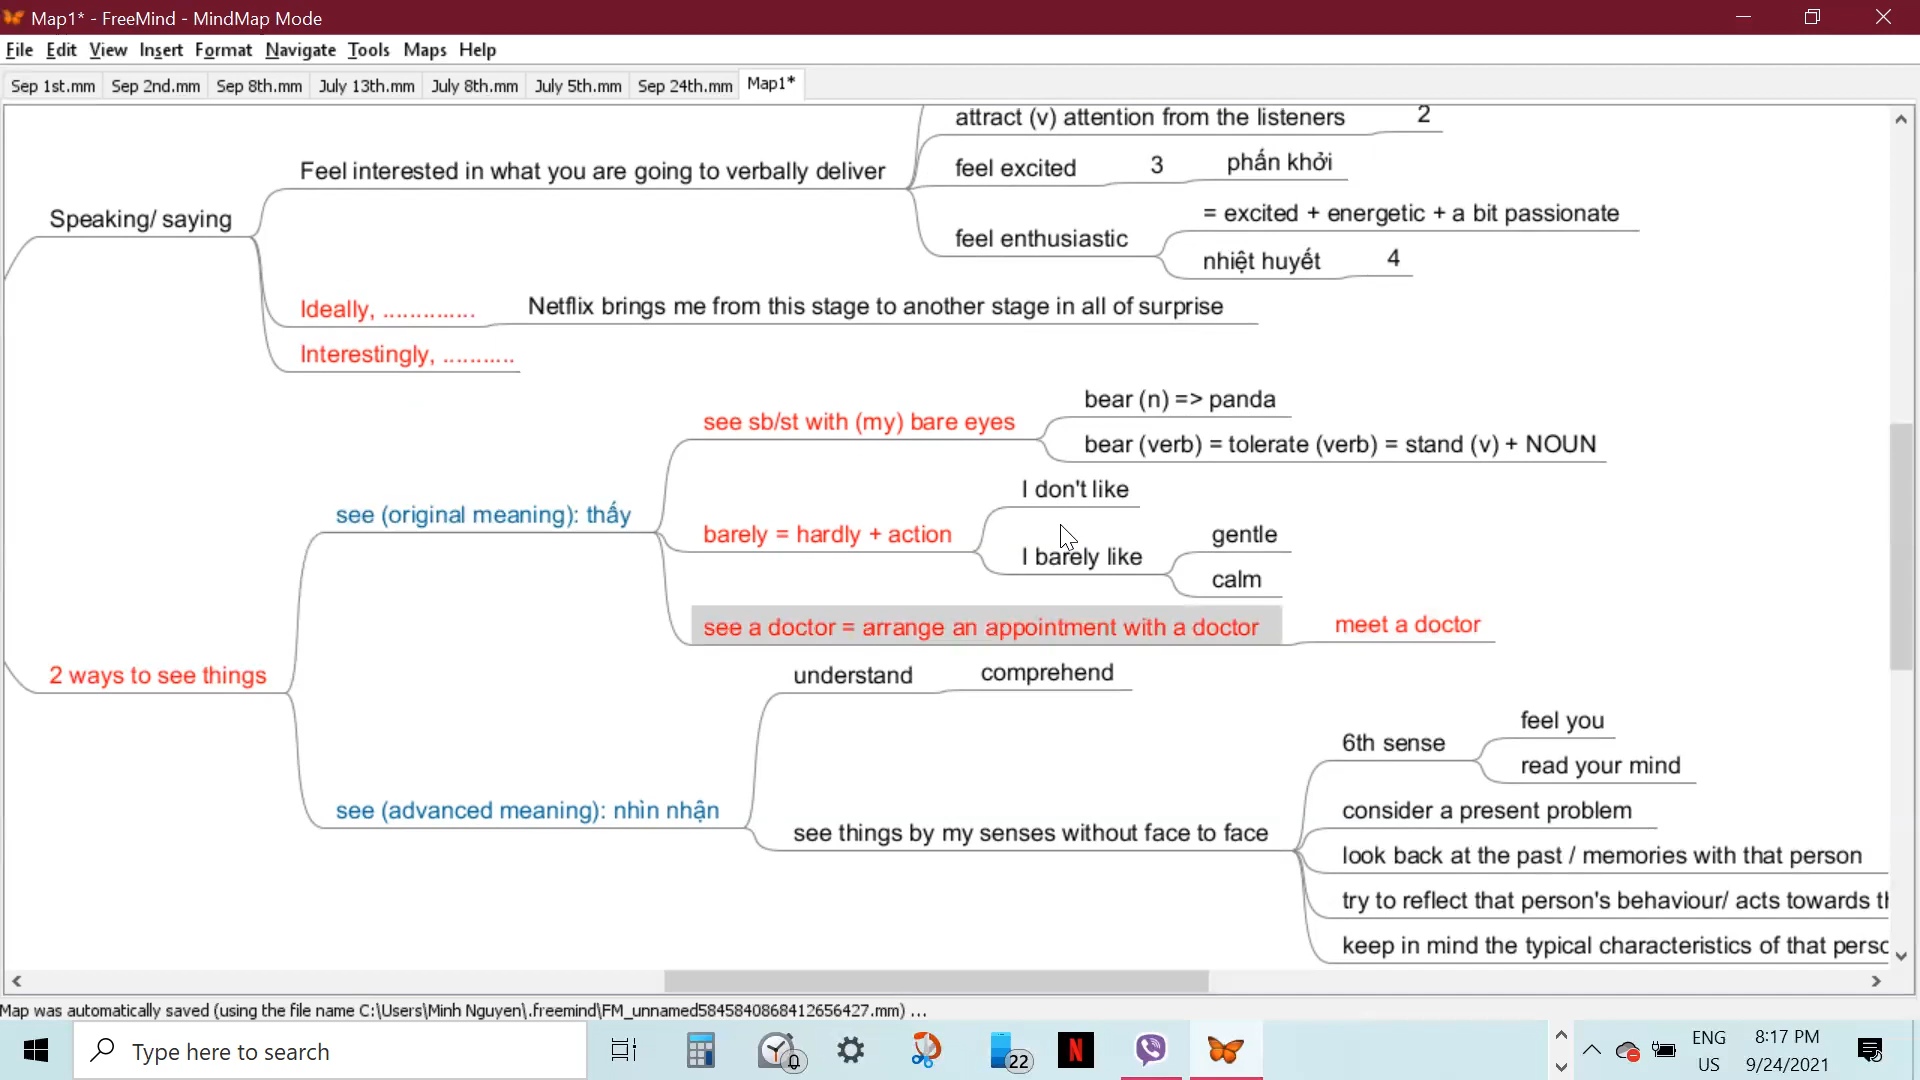 Map1* - FreeMind - MindMap Mode
File Edit View Insert Format Navigate Tools Maps Help
Sep 1st.mm Sep 2nd.mm Sep 8th.mm July 13th.mm July 8th.mm July 5th.mm Sep 24th.mm Map1*
attract (v) attention from the listeners 2
Feel interested in what you are going to verbally deliver
feel excited 3 phấn khởi
Speaking/ saying
= excited + energetic + a bit passionate
feel enthusiastic
nhiệt huyết 4
Ideally, .............. Netflix brings me from this stage to another stage in all of surprise
Interestingly, ...........
see sb/st with (my) bare eyes
bear (n) => panda
bear (verb) = tolerate (verb) = stand (v) + NOUN
see (original meaning): thấy
I don't like
barely = hardly + action
I barely like
gentle
calm
see a doctor = arrange an appointment with a doctor meet a doctor
2 ways to see things
understand comprehend
6th sense
feel you
read your mind
see (advanced meaning): nhìn nhận
see things by my senses without face to face
consider a present problem
look back at the past / memories with that person
try to reflect that person's behaviour/ acts towards
keep in mind the typical characteristics of that
Map was automatically saved (using the file name C:\Users\Minh Nguyen\.freemind\FM_unnamed5845840868412656427.mm) ...
Type here to search
22
N
ENG
US
8:17 PM
9/24/2021